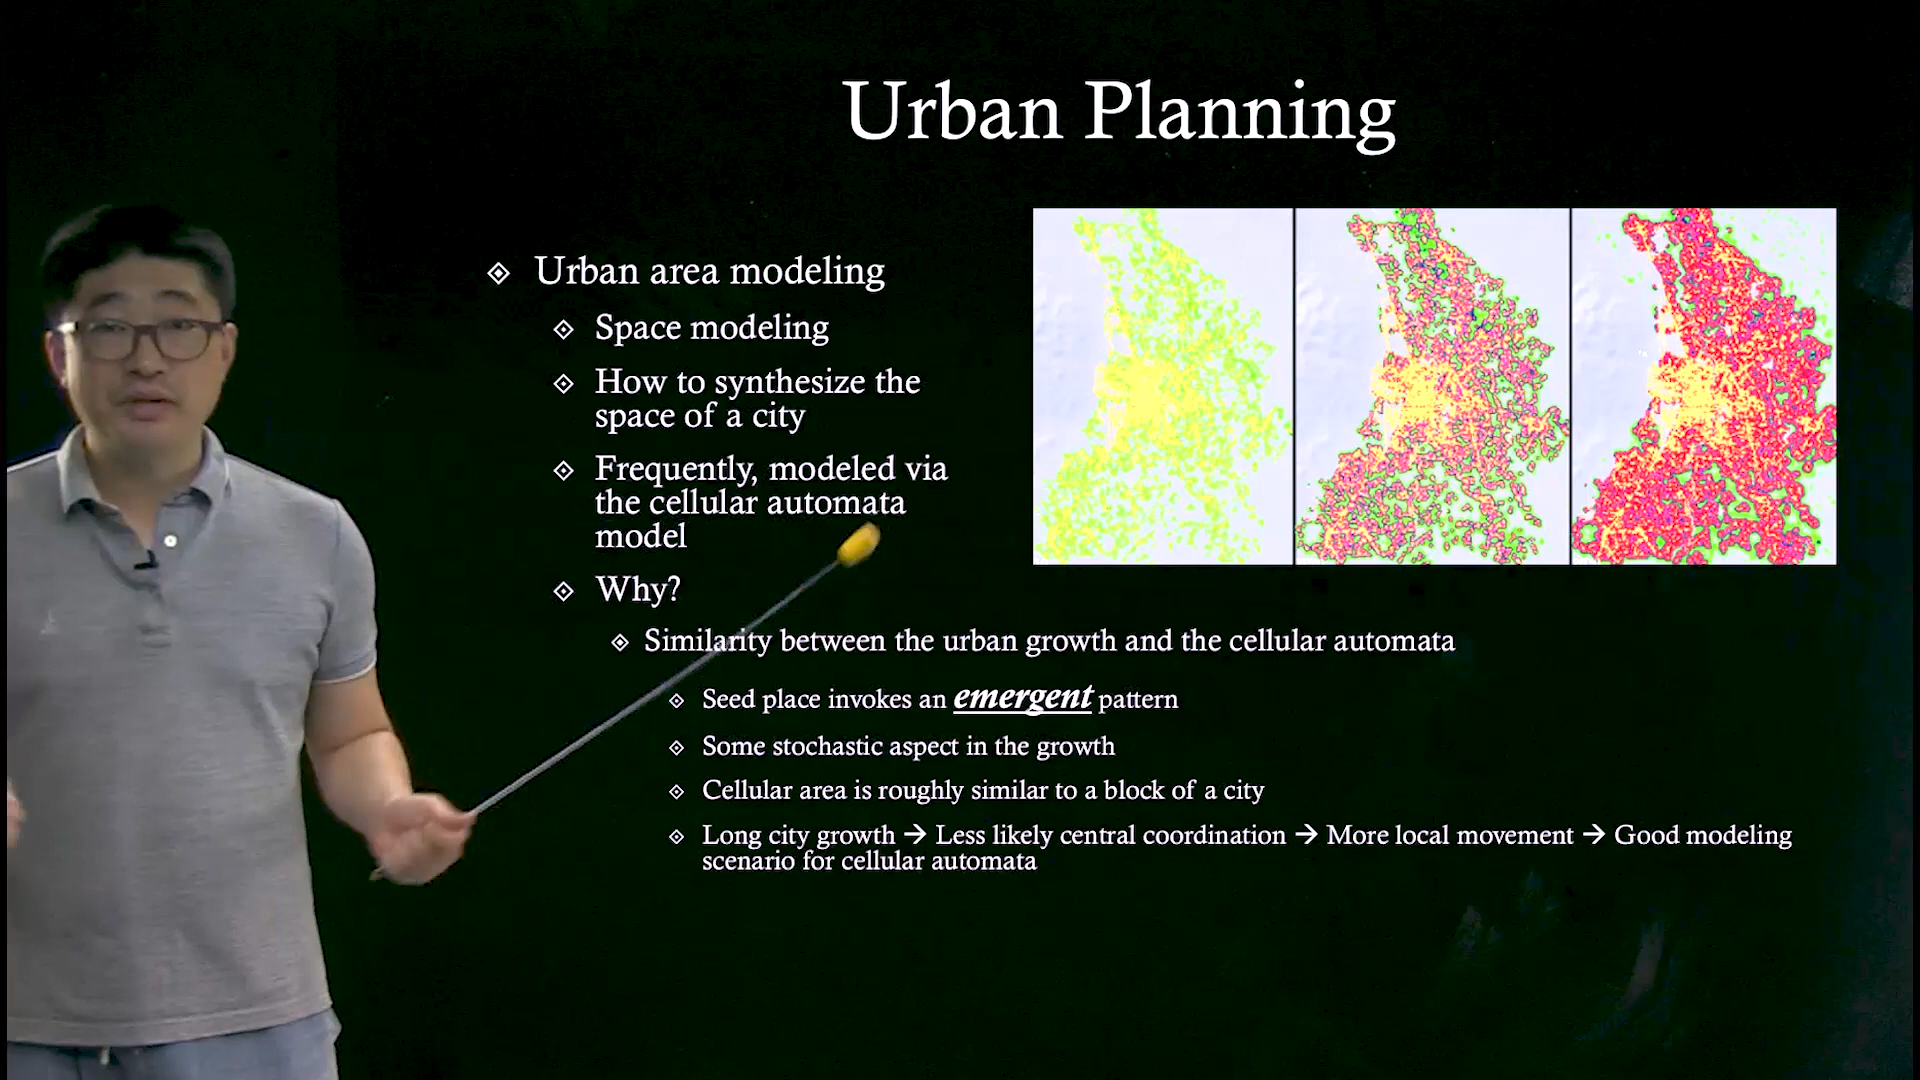 Urban Planning
Urban area modeling
Space modeling
How to synthesize the
space of a city
Frequently, modeled via
the cellular automata
model
Why?
Similarity between the urban growth and the cellular automata
Seed place invokes an emergent pattern
Some stochastic aspect in the growth
Cellular area is roughly similar to a block of a city
Long city growth → Less likely central coordination → More local movement → Good modeling
scenario for cellular automata